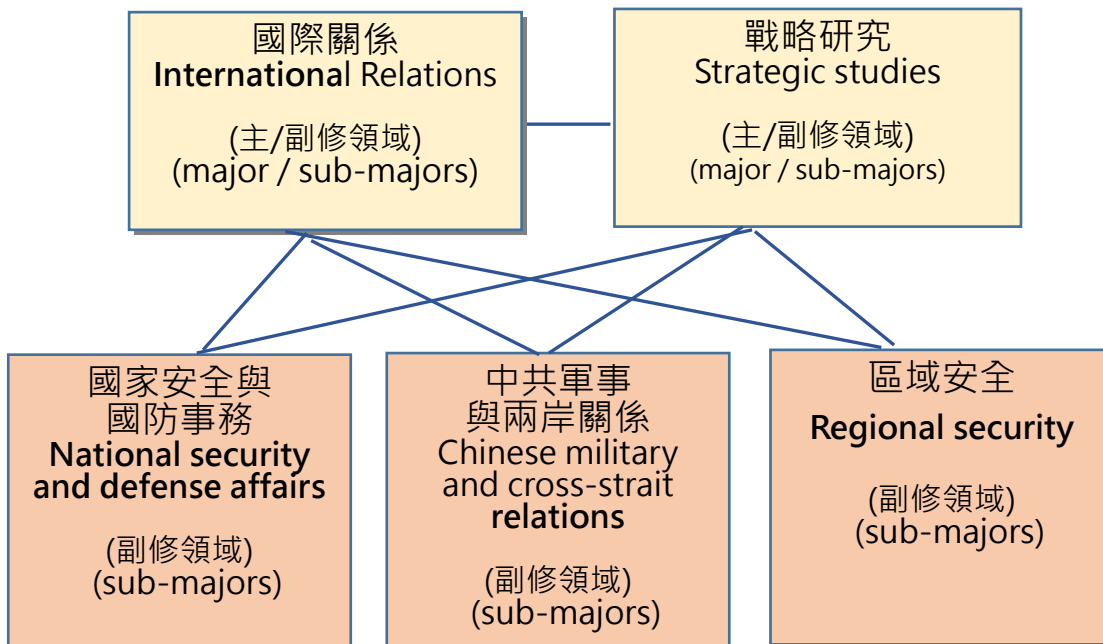 國際關係
International Relations
(主/副修領域)
(major / sub-majors)
戰略研究
Strategic studies
(主/副修領域)
(major / sub-majors)
國家安全與
國防事務
National security
and defense affairs
(副修領域)
(sub-majors)
中共軍事
與兩岸關係
Chinese military
and cross-strait
relations
(副修領域)
(sub-majors)
區域安全
Regional security
(副修領域)
(sub-majors)